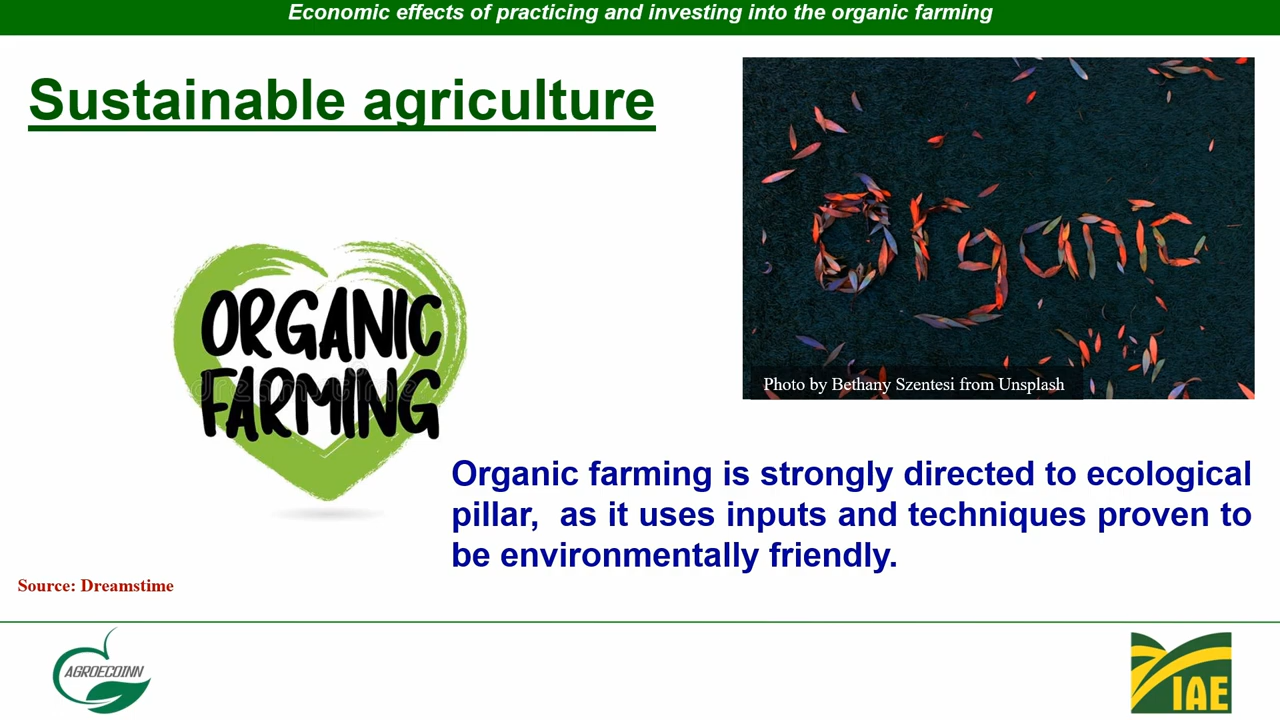 Economic effects of practicing and investing into the organic farming
Sustainable agriculture
Organic
Photo by Bethany Szentesi from Unsplash
ORGANIC
FARMING
dreamstime
Organic farming is strongly directed to ecological
pillar,  as it uses inputs and techniques proven to
be environmentally friendly.
Source: Dreamstime
AGROECOINN
IAE